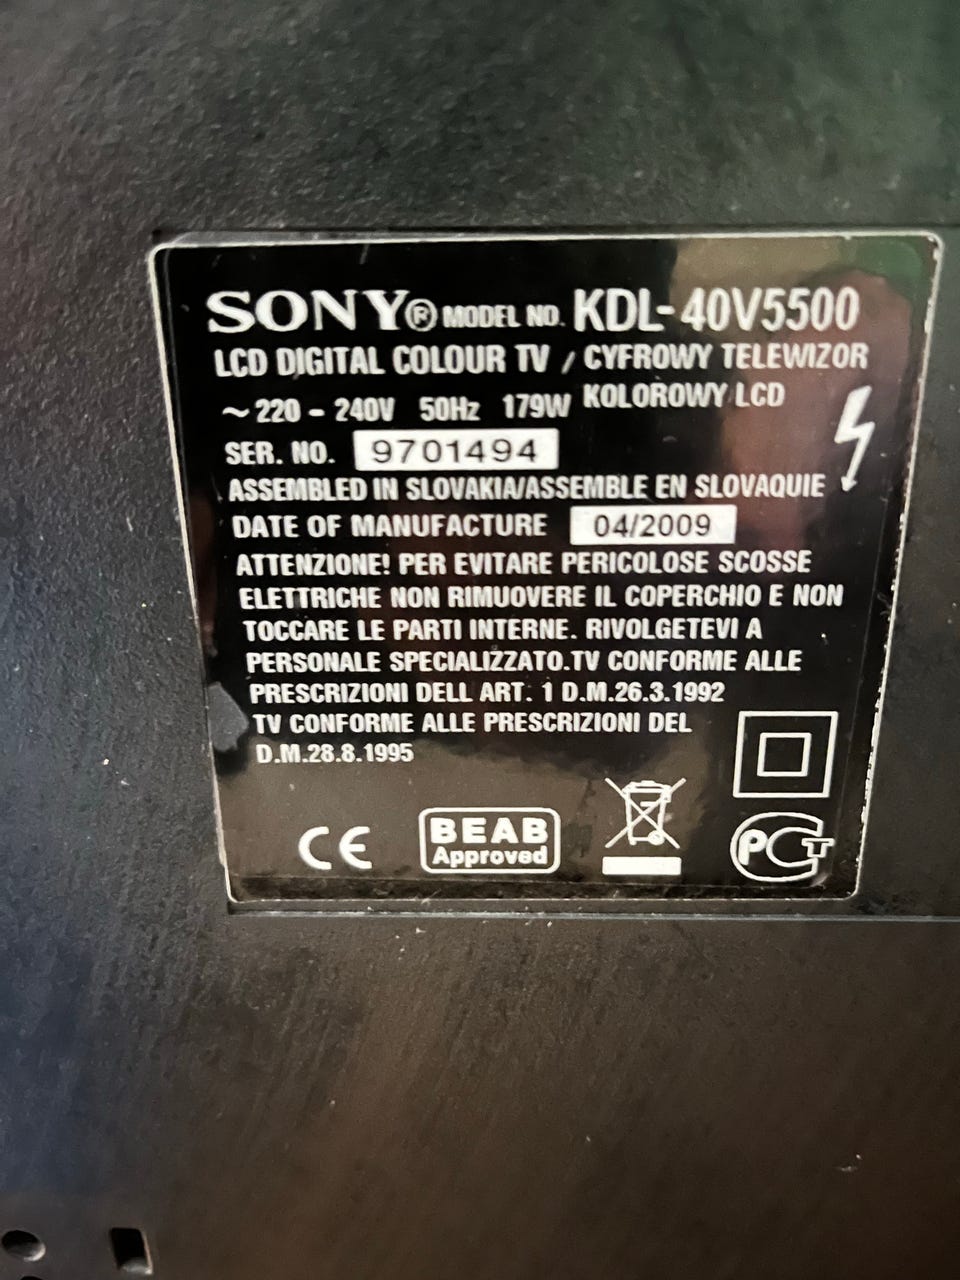 SONY® MODEL NO. KDL-40V5500
LCD DIGITAL COLOUR TV / CYFROWY TELEWIZOR
KOLOROWY LCD
~ 220 - 240V 50Hz 179W
SER. NO. 9701494
ASSEMBLED IN SLOVAKIA/ASSEMBLE EN SLOVAQUIE
DATE OF MANUFACTURE 04/2009
ATTENZIONE! PER EVITARE PERICOLOSE SCOSSE
ELETTRICHE NON RIMUOVERE IL COPERCHIO E NON
TOCCARE LE PARTI INTERNE. RIVOLGETEVI A
PERSONALE SPECIALIZZATO.TV CONFORME ALLE
PRESCRIZIONI DELL ART. 1 D.M.26.3.1992
TV CONFORME ALLE PRESCRIZIONI DEL
D.M.28.8.1995
CE
BEAB
Approved
РСТ